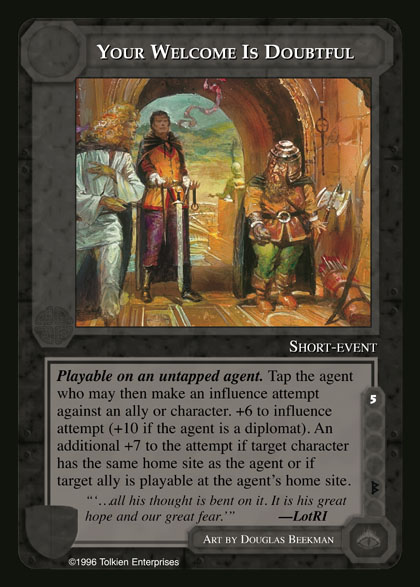 Your Welcome Is Doubtful
Short-event
Playable on an untapped agent. Tap the agent
who may then make an influence attempt
against an ally or character. +6 to influence
attempt (+10 if the agent is a diplomat). An
additional +7 to the attempt if target character
has the same home site as the agent or if
target ally is playable at the agent's home site.
5
“‘…all his thought is bent on it. It is his great
hope and our great fear.’” —LotRI
Art by Douglas Beekman
©1996 Tolkien Enterprises